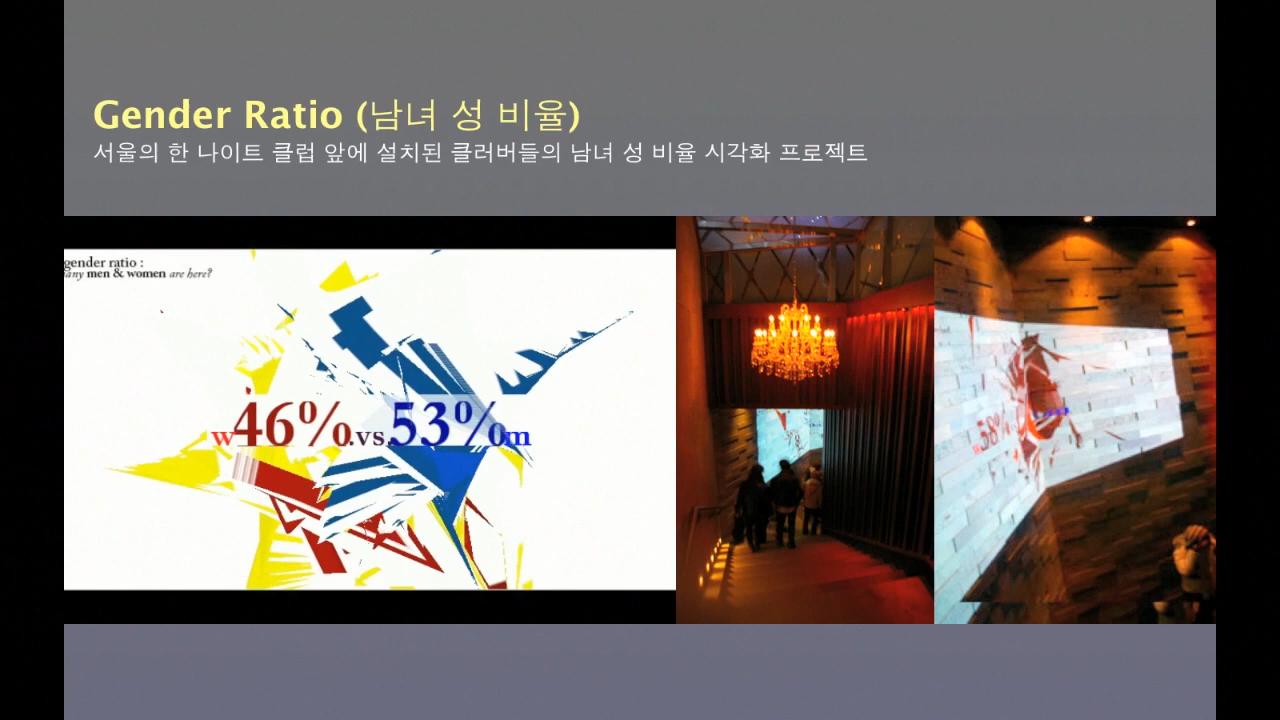 Gender Ratio (남녀 성 비율)
서울의 한 나이트 클럽 앞에 설치된 클러버들의 남녀 성 비율 시각화 프로젝트
gender ratio :
any men & women are here?
w46%.vs.53%m
58%